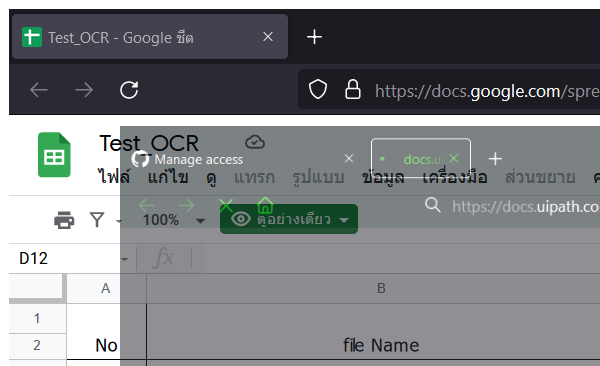 Test_OCR - Google ชีต
https://docs.google.com/spre
Test_OCR
Manage access
docs.u
ไฟล์ แก้ไข ดู แทรก รูปแบบ ข้อมูล เครื่องมือ ส่วนขยาย
https://docs.uipath.co
100% ดูอย่างเดียว
D12 fx
A B
1
2 No file Name